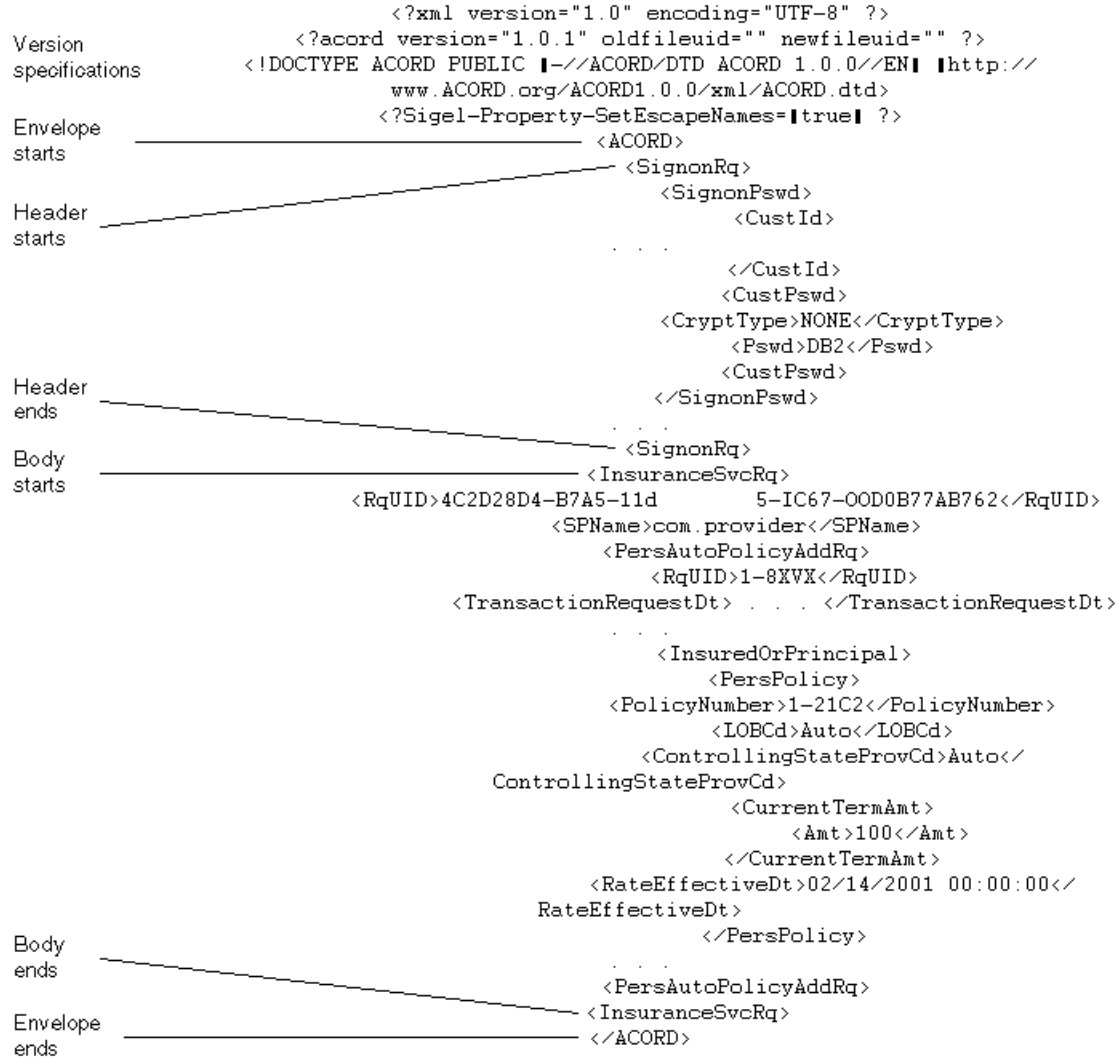 <?xml version="1.0" encoding="UTF-8" ?>
Version
specifications
<?acord version="1.0.1" oldfileuid="" newfileuid="" ?>
<!DOCTYPE ACORD PUBLIC ▮-//ACORD/DTD ACORD 1.0.0//EN▮ ▮http://
www.ACORD.org/ACORD1.0.0/xml/ACORD.dtd>
<?Sigel-Property-SetEscapeNames=▮true▮ ?>
Envelope
starts
<ACORD>
Header
starts
<SignonRq>
<SignonPswd>
<CustId>
. . .
</CustId>
<CustPswd>
<CryptType>NONE</CryptType>
<Pswd>DB2</Pswd>
<CustPswd>
</SignonPswd>
. . .
Header
ends
<SignonRq>
Body
starts
<InsuranceSvcRq>
<RqUID>4C2D28D4-B7A5-11d 5-IC67-OOD0B77AB762</RqUID>
<SPName>com.provider</SPName>
<PersAutoPolicyAddRq>
<RqUID>1-8XVX</RqUID>
<TransactionRequestDt> . . . </TransactionRequestDt>
. . .
<InsuredOrPrincipal>
<PersPolicy>
<PolicyNumber>1-21C2</PolicyNumber>
<LOBCd>Auto</LOBCd>
<ControllingStateProvCd>Auto</
ControllingStateProvCd>
<CurrentTermAmt>
<Amt>100</Amt>
</CurrentTermAmt>
<RateEffectiveDt>02/14/2001 00:00:00</
RateEffectiveDt>
</PersPolicy>
. . .
<PersAutoPolicyAddRq>
Body
ends
<InsuranceSvcRq>
Envelope
ends
</ACORD>